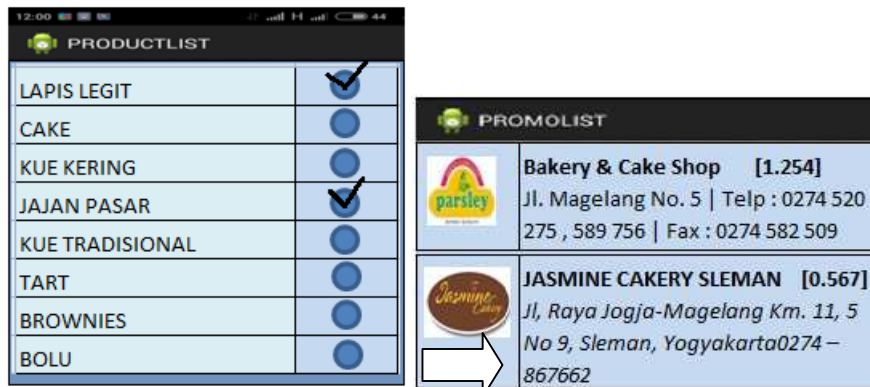 12:00 H 44
PRODUCTLIST
LAPIS LEGIT
CAKE
KUE KERING
JAJAN PASAR
KUE TRADISIONAL
TART
BROWNIES
BOLU
PROMOLIST
parsley
Bakery & Cake Shop [1.254]
Jl. Magelang No. 5 | Telp : 0274 520
275 , 589 756 | Fax : 0274 582 509
Jasmine
Cakery
JASMINE CAKERY SLEMAN [0.567]
Jl, Raya Jogja-Magelang Km. 11, 5
No 9, Sleman, Yogyakarta0274 –
867662